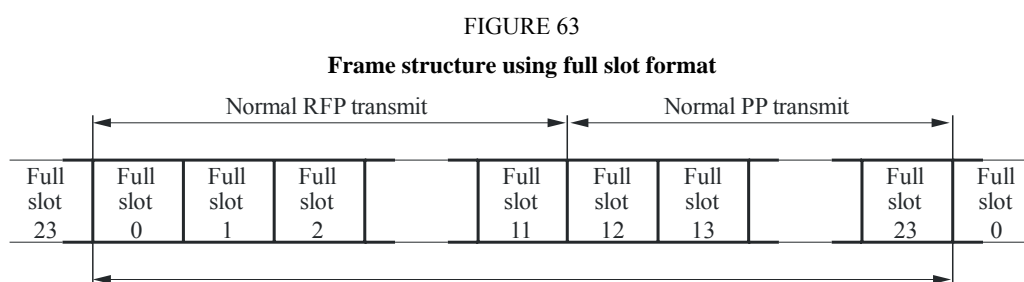 FIGURE 63
Frame structure using full slot format
Normal RFP transmit Normal PP transmit
Full Full Full Full Full Full Full Full Full
slot slot slot slot slot slot slot slot slot
23 0 1 2 11 12 13 23 0